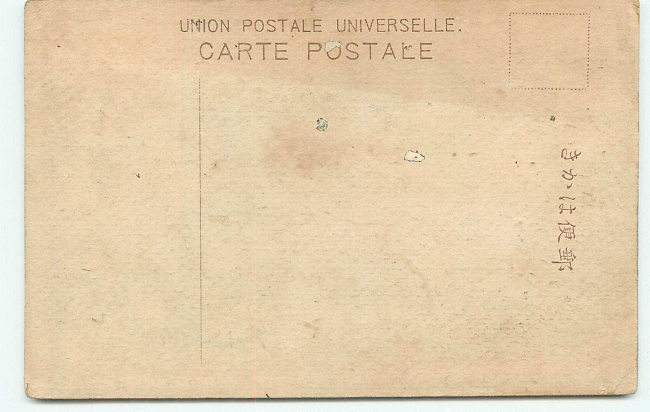 UNION POSTALE UNIVERSELLE.
CARTE POSTALE
郵便はかき